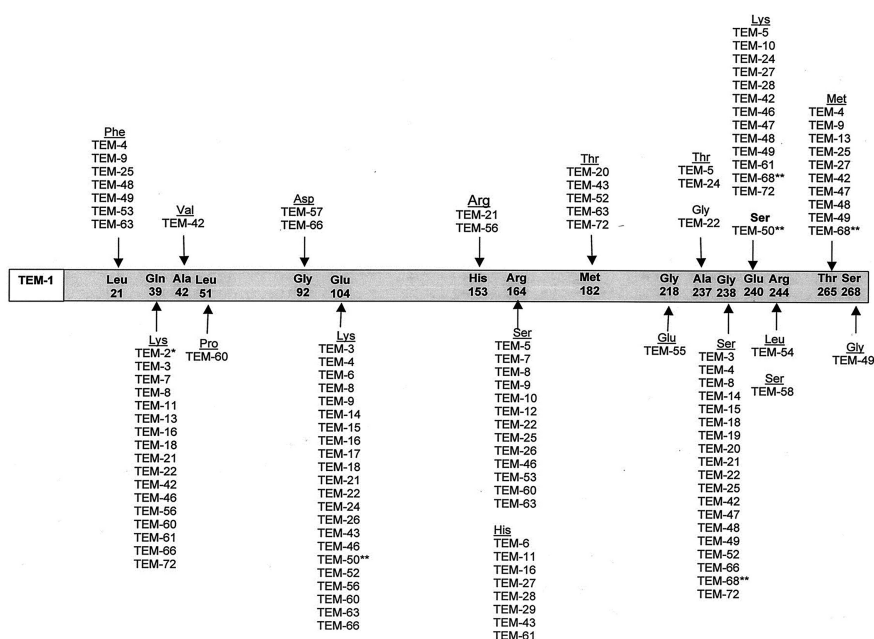 Lys
TEM-5
TEM-10
TEM-24
TEM-27
TEM-28
TEM-42
TEM-46
TEM-47
TEM-48
TEM-49
TEM-61
TEM-68**
TEM-72
Met
TEM-4
TEM-9
TEM-13
TEM-25
TEM-27
TEM-42
TEM-47
TEM-48
TEM-49
TEM-68**
Phe
TEM-4
TEM-9
TEM-25
TEM-48
TEM-49
TEM-53
TEM-63
Val
TEM-42
Asp
TEM-57
TEM-66
Arg
TEM-21
TEM-56
Thr
TEM-20
TEM-43
TEM-52
TEM-63
TEM-72
Thr
TEM-5
TEM-24
Gly
TEM-22
Ser
TEM-50**
TEM-1
Leu Gln Ala Leu Gly Glu His Arg Met Gly Ala Gly Glu Arg Thr Ser
21 39 42 51 92 104 153 164 182 218 237 238 240 244 265 268
Lys
TEM-2*
TEM-3
TEM-7
TEM-8
TEM-11
TEM-13
TEM-16
TEM-18
TEM-21
TEM-22
TEM-42
TEM-46
TEM-56
TEM-60
TEM-61
TEM-66
TEM-72
Pro
TEM-60
Lys
TEM-3
TEM-4
TEM-6
TEM-8
TEM-9
TEM-14
TEM-15
TEM-16
TEM-17
TEM-18
TEM-21
TEM-22
TEM-24
TEM-26
TEM-43
TEM-46
TEM-50**
TEM-52
TEM-56
TEM-60
TEM-63
TEM-66
Ser
TEM-5
TEM-7
TEM-8
TEM-9
TEM-10
TEM-12
TEM-22
TEM-25
TEM-26
TEM-46
TEM-53
TEM-60
TEM-63
His
TEM-6
TEM-11
TEM-16
TEM-27
TEM-28
TEM-29
TEM-43
TEM-61
Glu
TEM-55
Ser
TEM-3
TEM-4
TEM-8
TEM-14
TEM-15
TEM-18
TEM-19
TEM-20
TEM-21
TEM-22
TEM-25
TEM-42
TEM-47
TEM-48
TEM-49
TEM-52
TEM-66
TEM-68**
TEM-72
Leu
TEM-54
Ser
TEM-58
Gly
TEM-49